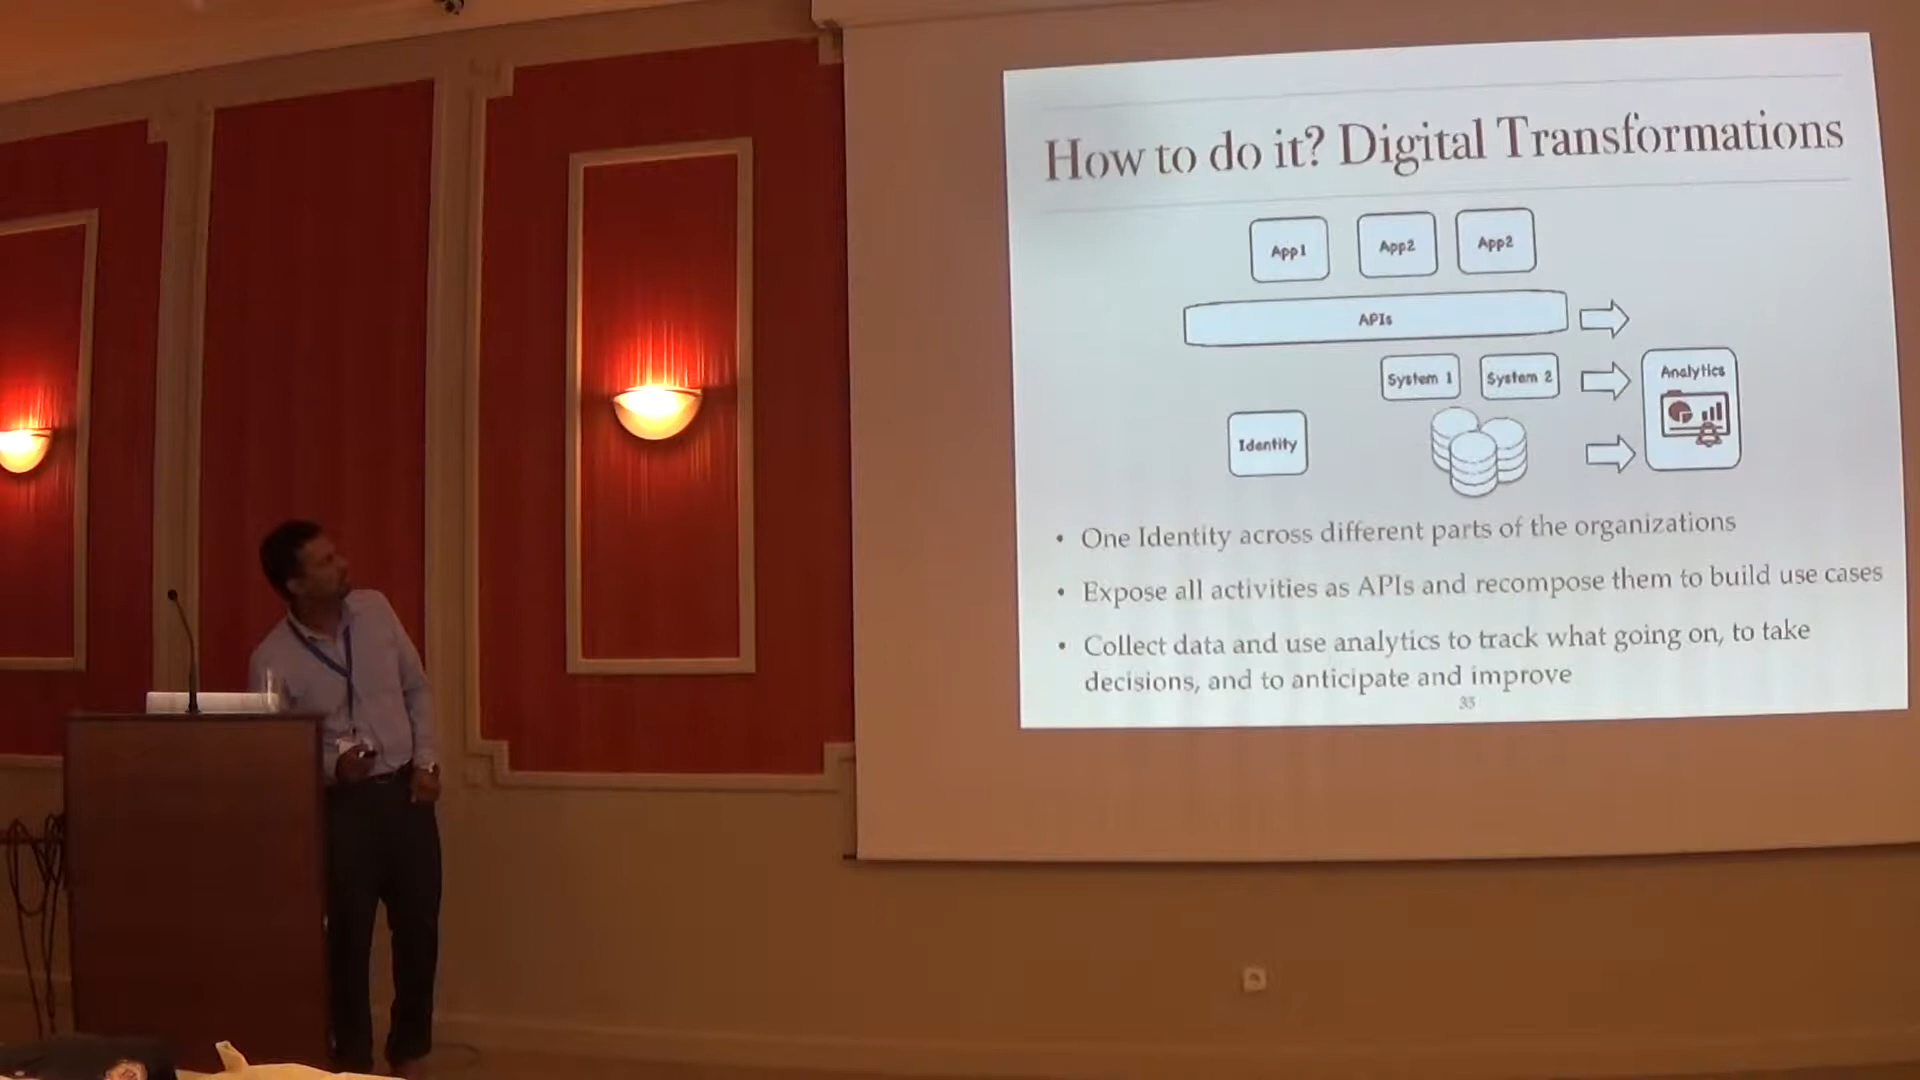 How to do it? Digital Transformations
App1
App2
App2
APIs
System 1
System 2
Analytics
Identity
• One Identity across different parts of the organizations
• Expose all activities as APIs and recompose them to build use cases
• Collect data and use analytics to track what going on, to take
decisions, and to anticipate and improve
33